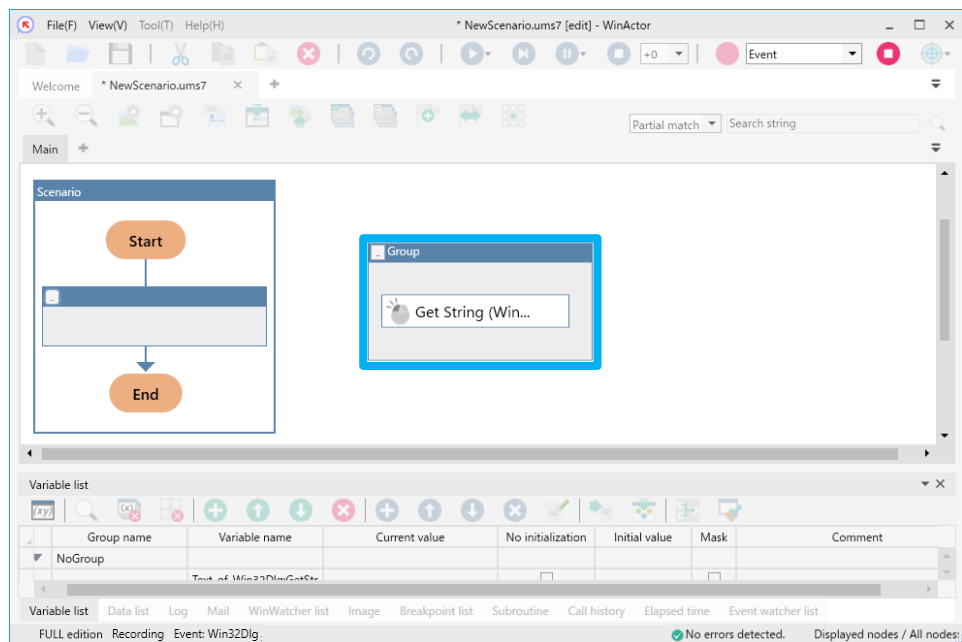 File(F) View(V) Tool(T) Help(H) * NewScenario.ums7 [edit] - WinActor
+0 Event
Welcome * NewScenario.ums7
Partial match Search string
Main
Scenario
Start
Group
Get String (Win...
End
Variable list
Group name Variable name Current value No initialization Initial value Mask Comment
NoGroup
Text_of_Win32DlgxGetStr
Variable list Data list Log Mail WinWatcher list Image Breakpoint list Subroutine Call history Elapsed time Event watcher list
FULL edition Recording Event: Win32Dlg No errors detected. Displayed nodes / All nodes: